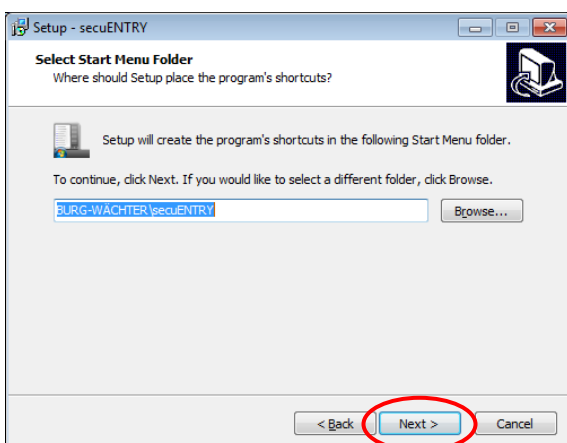 Setup - secuENTRY
Select Start Menu Folder
Where should Setup place the program's shortcuts?
Setup will create the program's shortcuts in the following Start Menu folder.
To continue, click Next. If you would like to select a different folder, click Browse.
BURG-WÄCHTER\secuENTRY
Browse...
< Back
Next >
Cancel